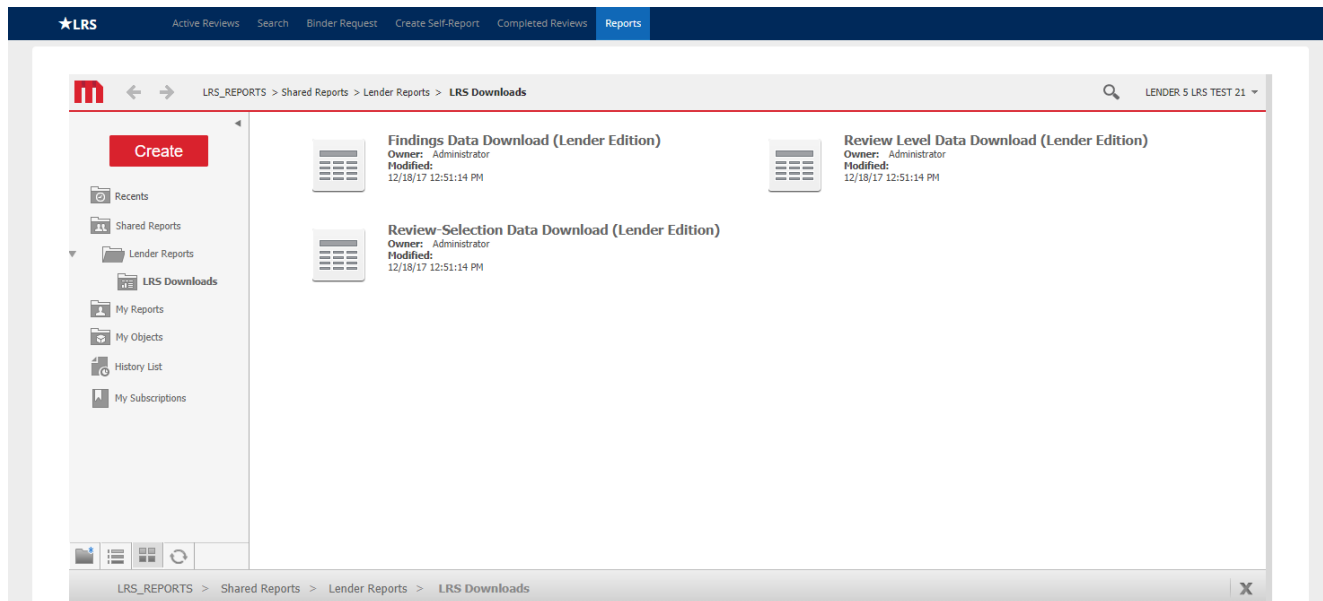 ★LRS Active Reviews Search Binder Request Create Self-Report Completed Reviews Reports
LRS_REPORTS > Shared Reports > Lender Reports > LRS Downloads LENDER 5 LRS TEST 21
Create
Recents
Shared Reports
Lender Reports
LRS Downloads
My Reports
My Objects
History List
My Subscriptions
Findings Data Download (Lender Edition)
Owner: Administrator
Modified:
12/18/17 12:51:14 PM
Review Level Data Download (Lender Edition)
Owner: Administrator
Modified:
12/18/17 12:51:14 PM
Review-Selection Data Download (Lender Edition)
Owner: Administrator
Modified:
12/18/17 12:51:14 PM
LRS_REPORTS > Shared Reports > Lender Reports > LRS Downloads X